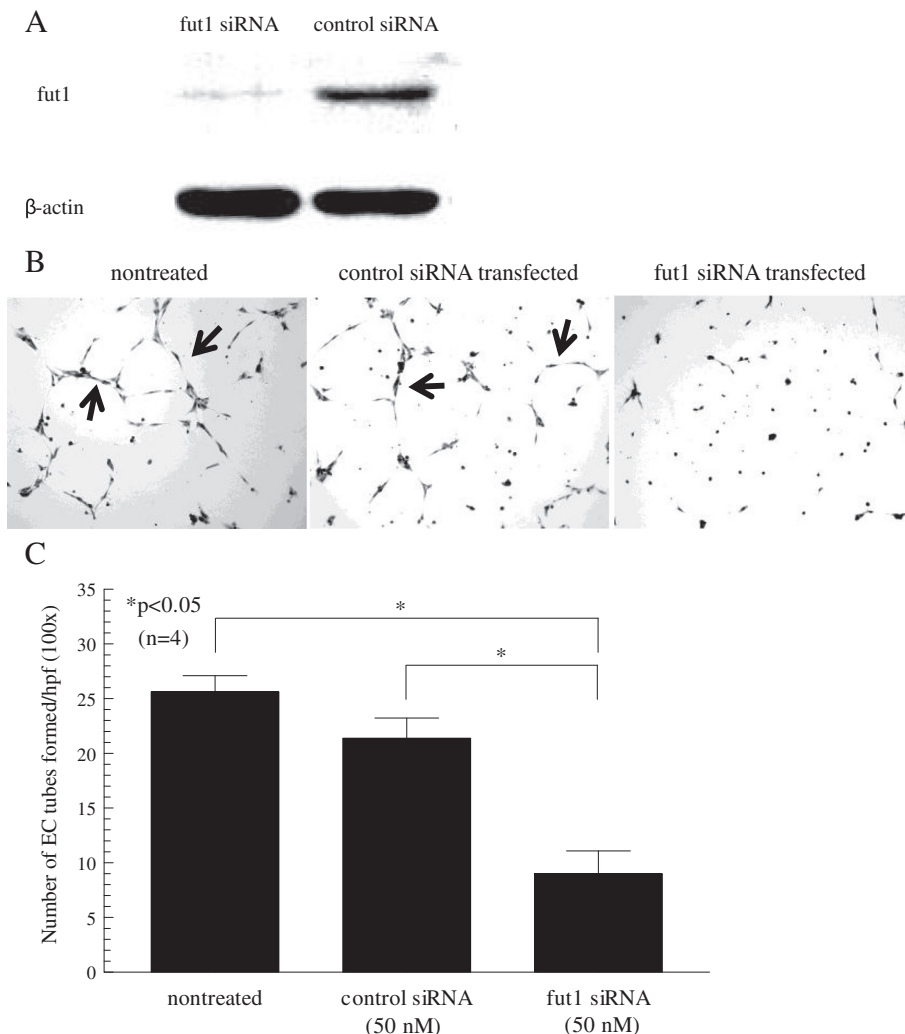 A
fut1 siRNA control siRNA
fut1
β-actin
B
nontreated control siRNA transfected fut1 siRNA transfected
C
Number of EC tubes formed/hpf (100x)
35
30
25
20
15
10
5
0
*p<0.05
(n=4)
*
*
nontreated control siRNA fut1 siRNA
(50 nM) (50 nM)